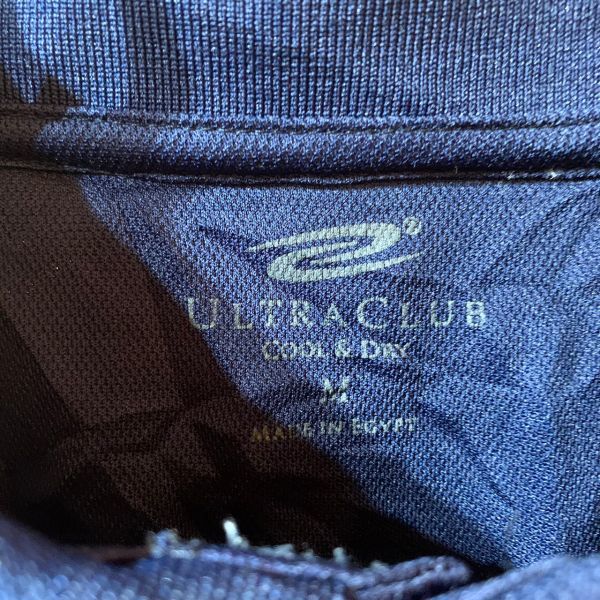 ®
ULTRACLUB
COOL & DRY
M
MADE IN EGYPT